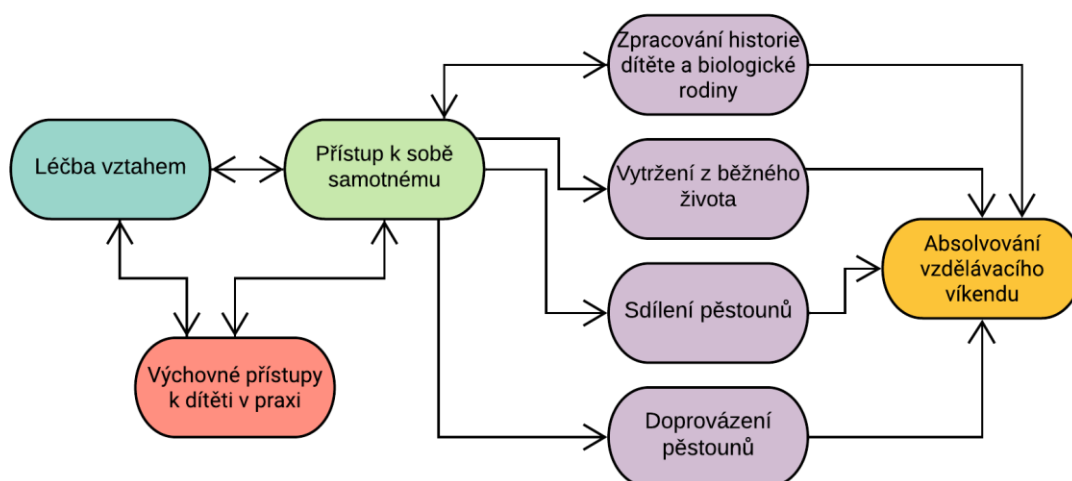 Léčba vztahem
Přístup k sobě
samotnému
Výchovné přístupy
k dítěti v praxi
Zpracování historie
dítěte a biologické
rodiny
Vytržení z běžného
života
Sdílení pěstounů
Doprovázení
pěstounů
Absolvování
vzdělávacího
víkendu